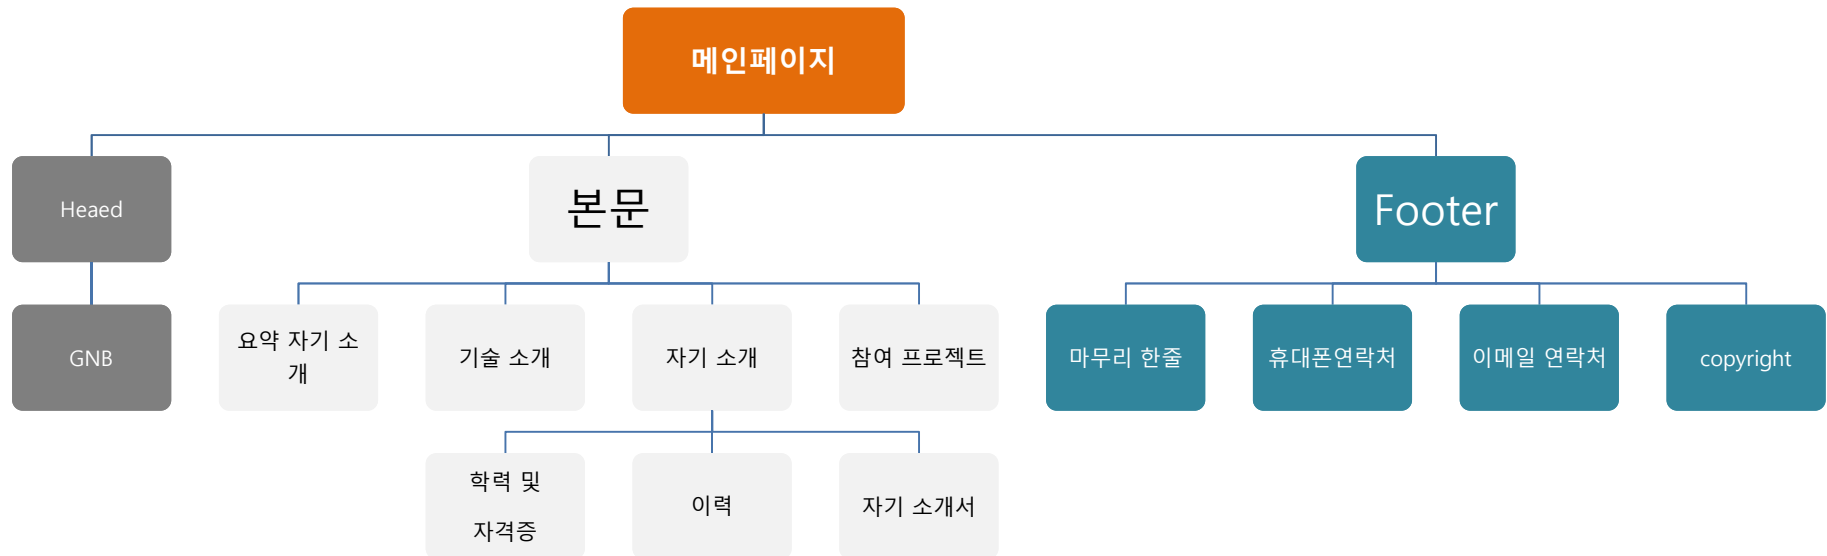 메인페이지
Heaed
본문
Footer
GNB
요약 자기 소
개
기술 소개
자기 소개
참여 프로젝트
마무리 한줄
휴대폰연락처
이메일 연락처
copyright
학력 및
자격증
이력
자기 소개서